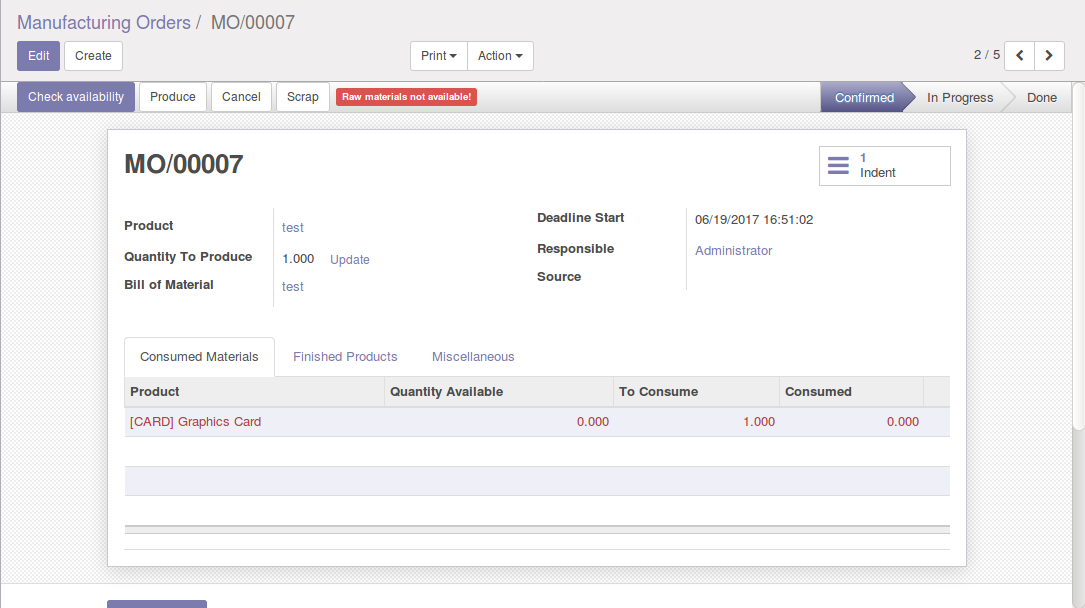 Manufacturing Orders / MO/00007
Edit Create Print Action 2 / 5
Check availability Produce Cancel Scrap Raw materials not available! Confirmed In Progress Done
MO/00007
1
Indent
Product test
Quantity To Produce 1.000 Update
Bill of Material test
Deadline Start 06/19/2017 16:51:02
Responsible Administrator
Source
Consumed Materials Finished Products Miscellaneous
Product Quantity Available To Consume Consumed
[CARD] Graphics Card 0.000 1.000 0.000